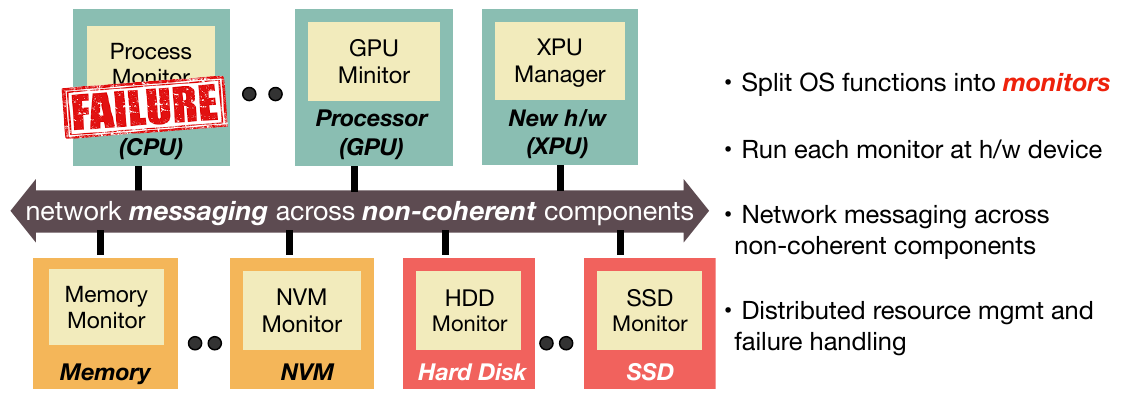 Process
Monitor
FAILURE
(CPU)
GPU
Minitor
Processor
(GPU)
XPU
Manager
New h/w
(XPU)
network messaging across non-coherent components
Memory
Monitor
Memory
NVM
Monitor
NVM
HDD
Monitor
Hard Disk
SSD
Monitor
SSD
• Split OS functions into monitors
• Run each monitor at h/w device
• Network messaging across
non-coherent components
• Distributed resource mgmt and
failure handling